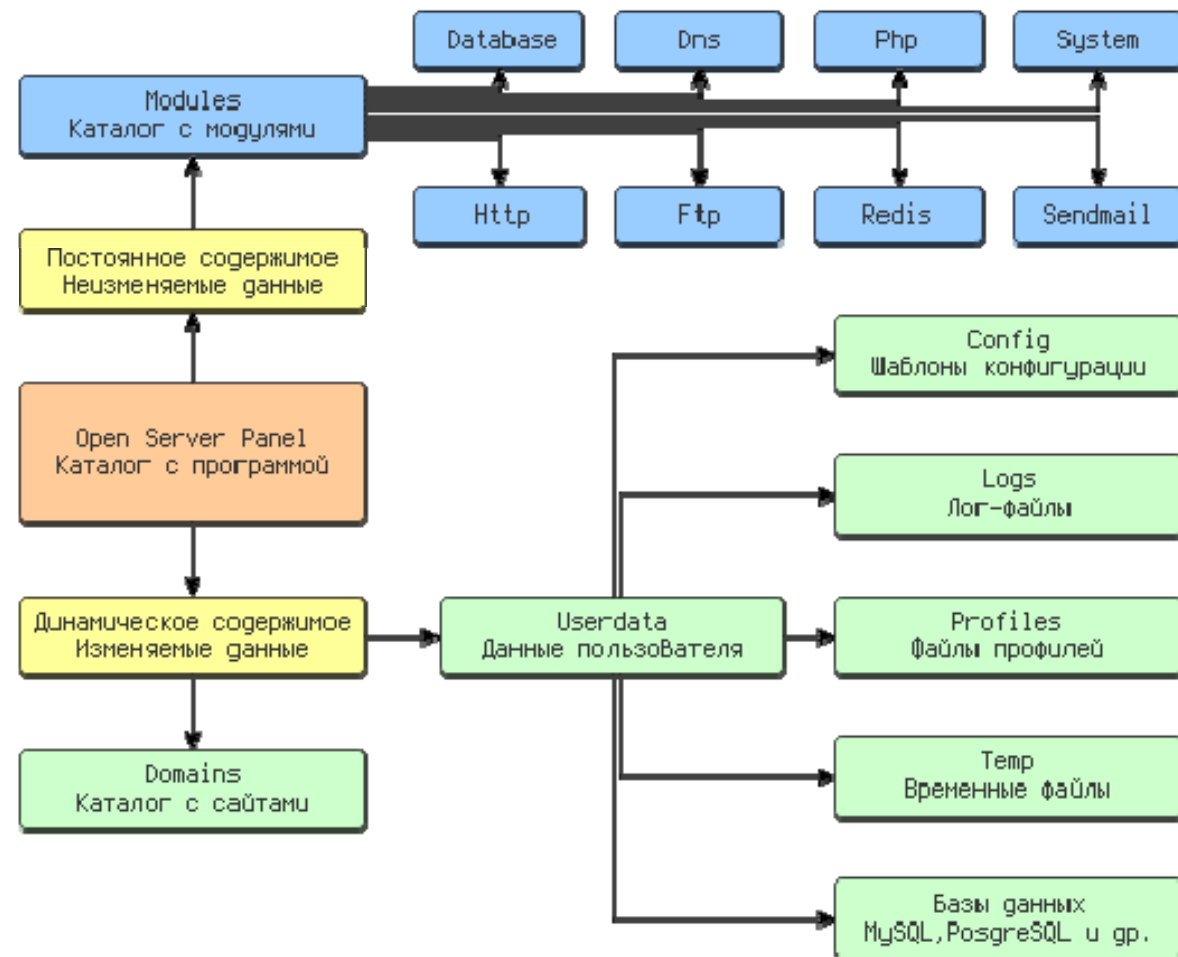 Database
Dns
Php
System
Modules
Каталог с модулями
Http
Ftp
Redis
Sendmail
Постоянное содержимое
Неизменяемые данные
Config
Шаблоны конфигурации
Open Server Panel
Каталог с программой
Logs
Лог-файлы
Динамическое содержимое
Изменяемые данные
Userdata
Данные пользователя
Profiles
Файлы профилей
Domains
Каталог с сайтами
Temp
Временные файлы
Базы данных
MySQL,PosgreSQL и др.